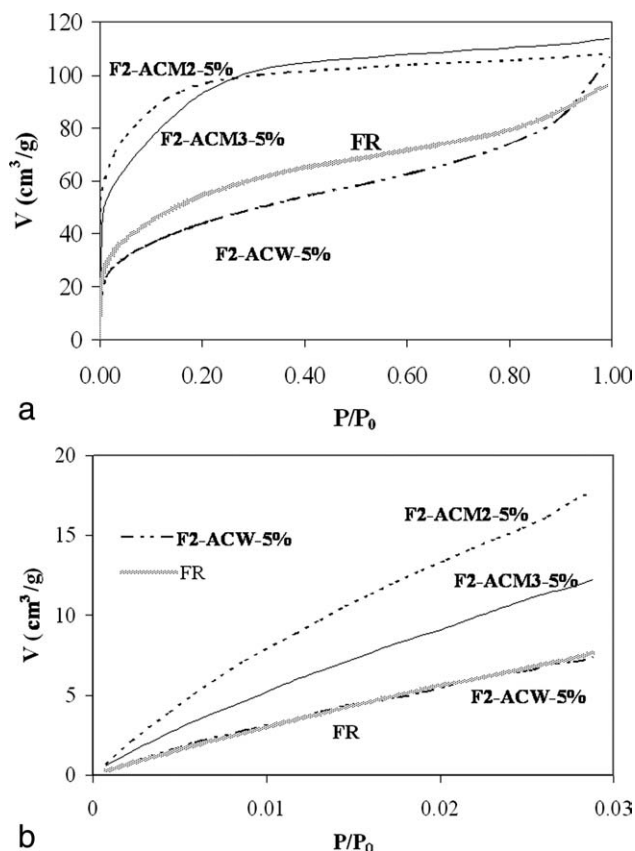 V (cm³/g)
120
100
80
60
40
20
0
F2-ACM2-5%
F2-ACM3-5%
FR
F2-ACW-5%
0.00 0.20 0.40 0.60 0.80 1.00
P/P₀
a
V ( cm³/g)
20
15
10
5
0
F2-ACM2-5%
F2-ACW-5%
FR
F2-ACM3-5%
F2-ACW-5%
FR
0 0.01 0.02 0.03
P/P₀
b